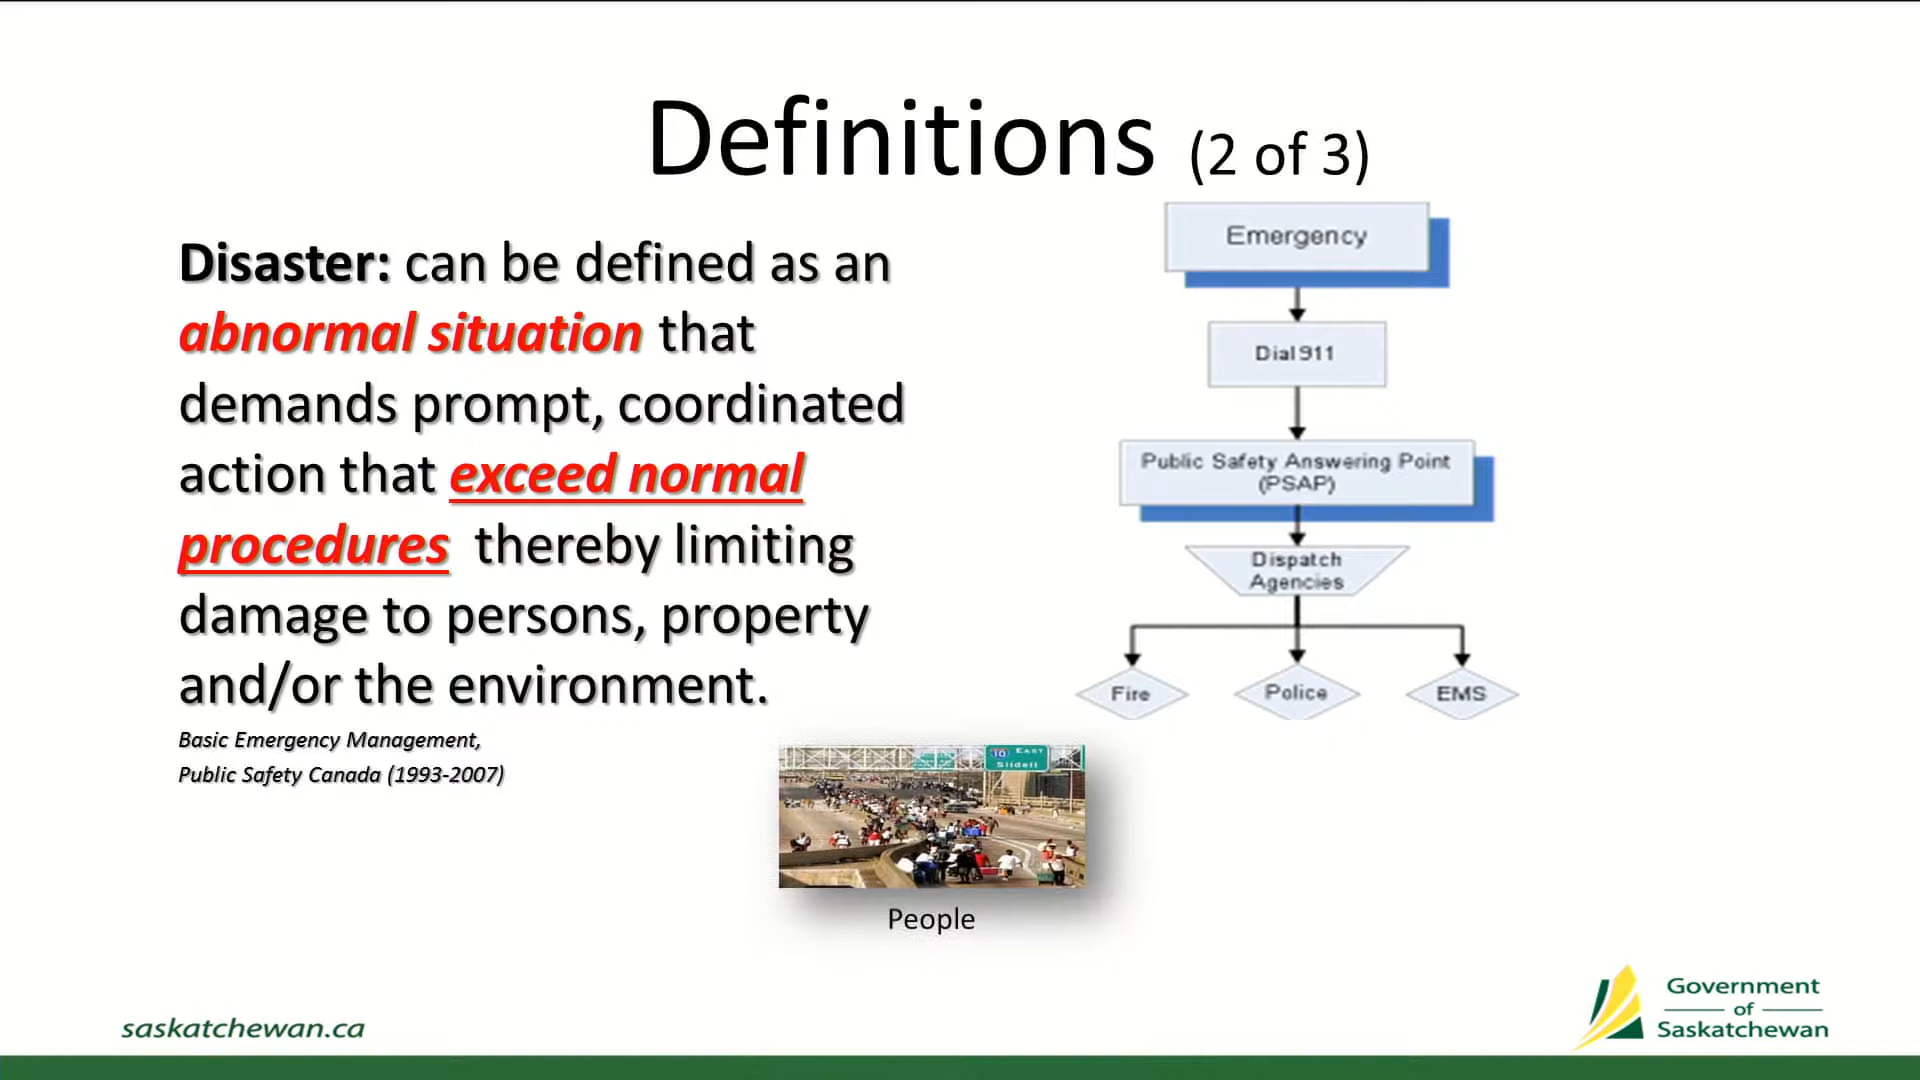 Definitions (2 of 3)
Disaster: can be defined as an
abnormal situation that
demands prompt, coordinated
action that exceed normal
procedures thereby limiting
damage to persons, property
and/or the environment.
Basic Emergency Management,
Public Safety Canada (1993-2007)
Emergency
Dial 911
Public Safety Answering Point
(PSAP)
Dispatch
Agencies
Fire
Police
EMS
10 EAST
Slidell
People
saskatchewan.ca
Government
of
Saskatchewan